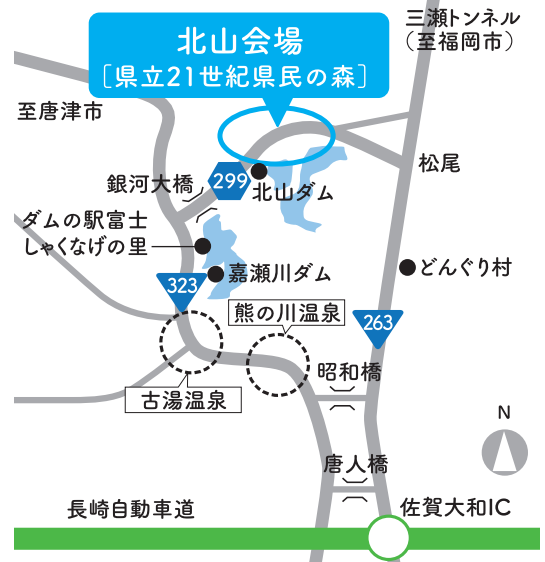 三瀬トンネル
（至福岡市）
北山会場
［県立21世紀県民の森］
至唐津市
松尾
銀河大橋
299
北山ダム
ダムの駅富士
しゃくなげの里
嘉瀬川ダム
どんぐり村
323
熊の川温泉
263
昭和橋
古湯温泉
N
唐人橋
長崎自動車道
佐賀大和IC